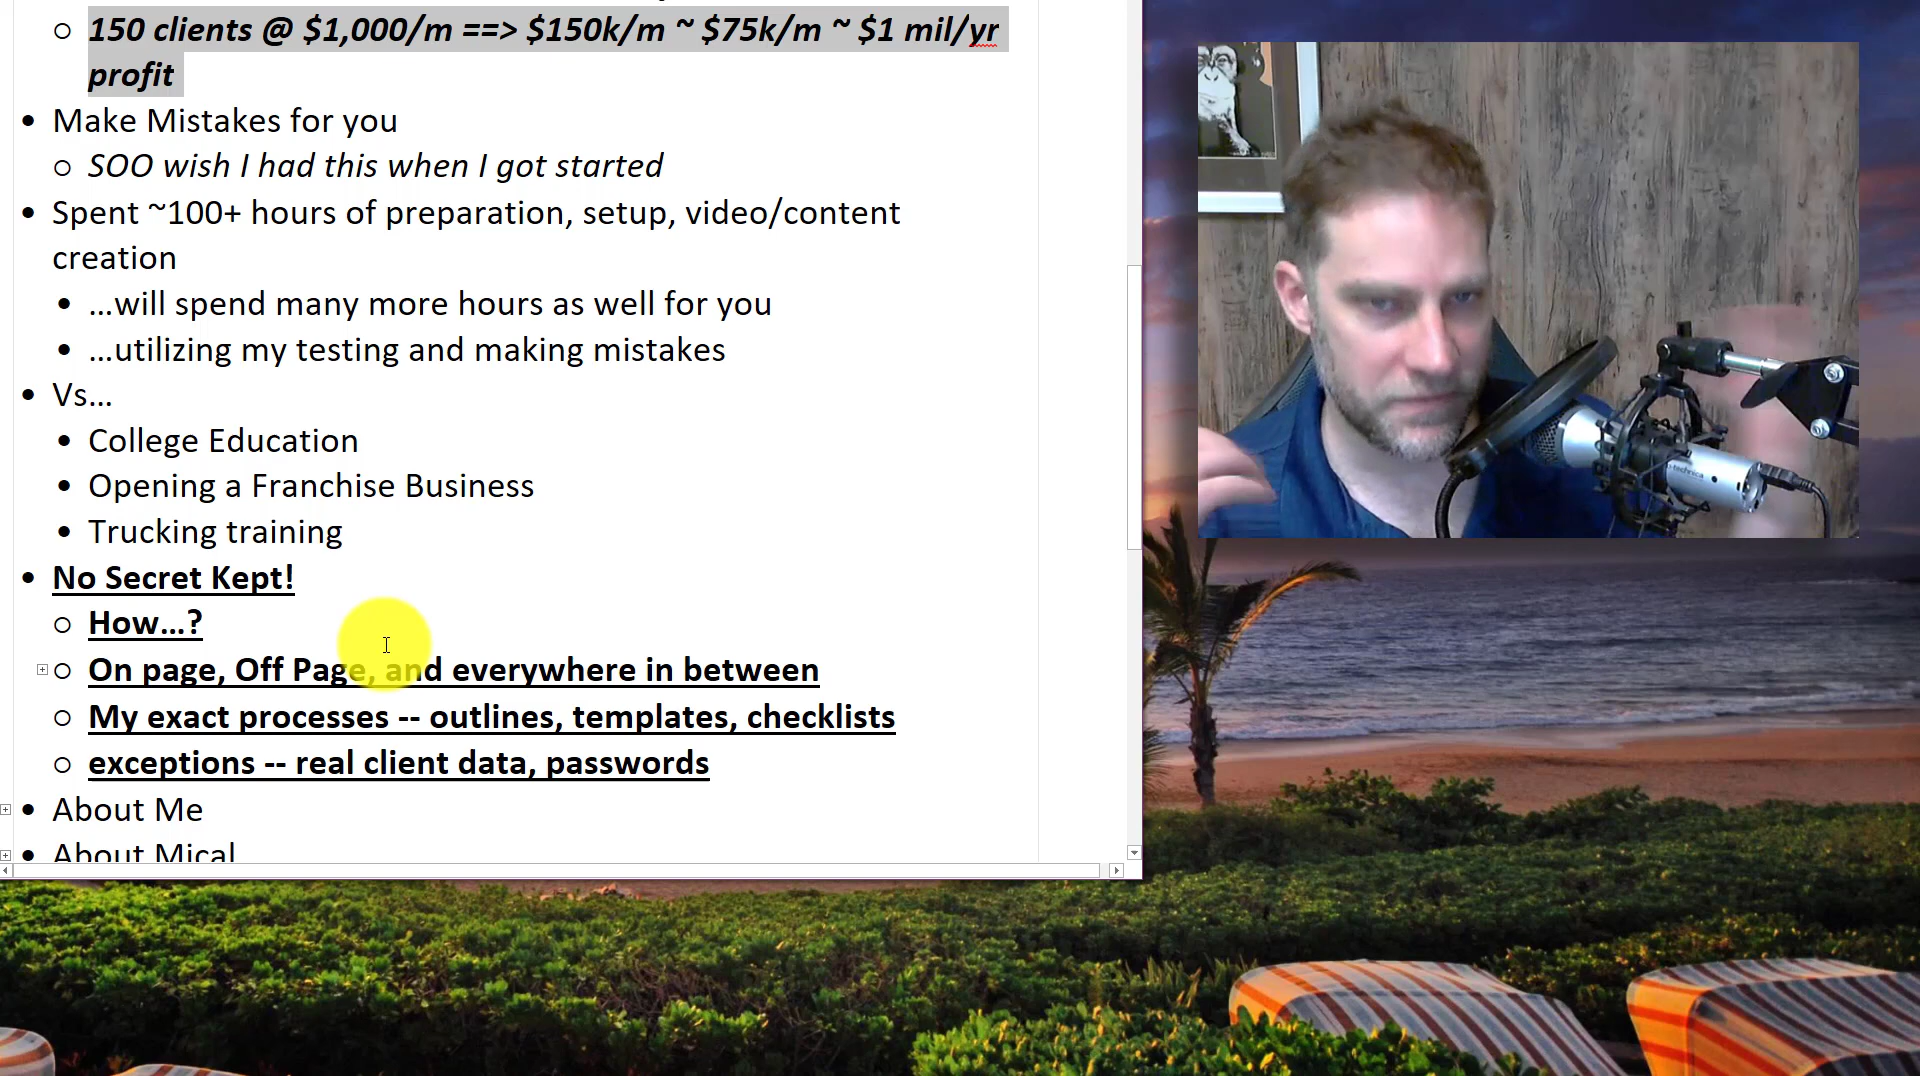 150 clients @ $1,000/m ==> $150k/m ~ $75k/m ~ $1 mil/yr
profit
Make Mistakes for you
SOO wish I had this when I got started
Spent ~100+ hours of preparation, setup, video/content
creation
...will spend many more hours as well for you
...utilizing my testing and making mistakes
Vs...
College Education
Opening a Franchise Business
Trucking training
No Secret Kept!
How...?
On page, Off Page, and everywhere in between
My exact processes -- outlines, templates, checklists
exceptions -- real client data, passwords
About Me
About Mical